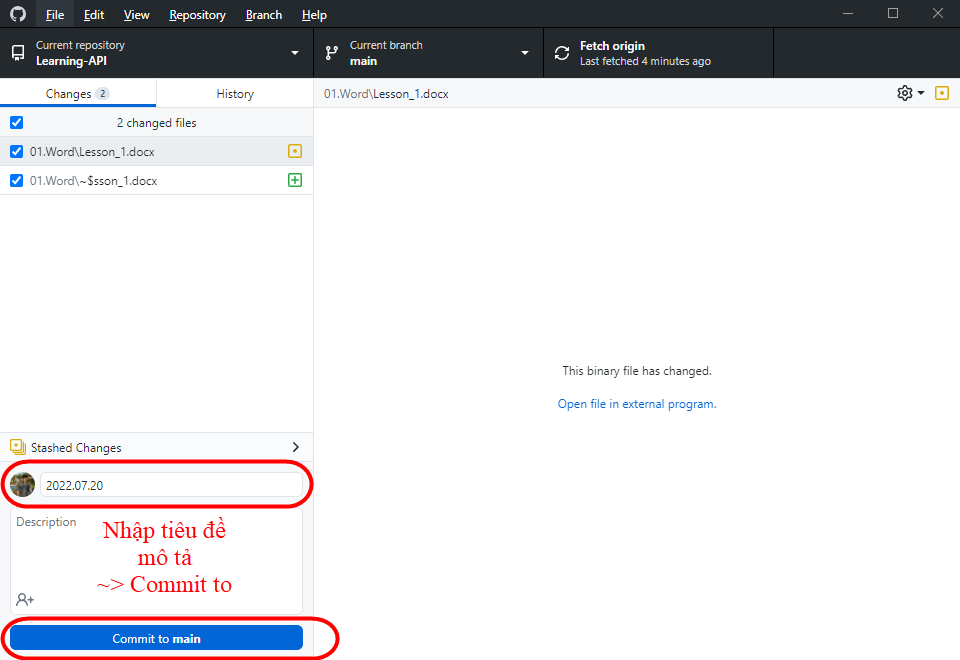 File Edit View Repository Branch Help
Current repository
Learning-API
Current branch
main
Fetch origin
Last fetched 4 minutes ago
Changes 2
History
01.Word\Lesson_1.docx
2 changed files
01.Word\Lesson_1.docx
01.Word\~$sson_1.docx
This binary file has changed.
Open file in external program.
Stashed Changes
2022.07.20
Description
Nhập tiêu đề
mô tả
~> Commit to
Commit to main